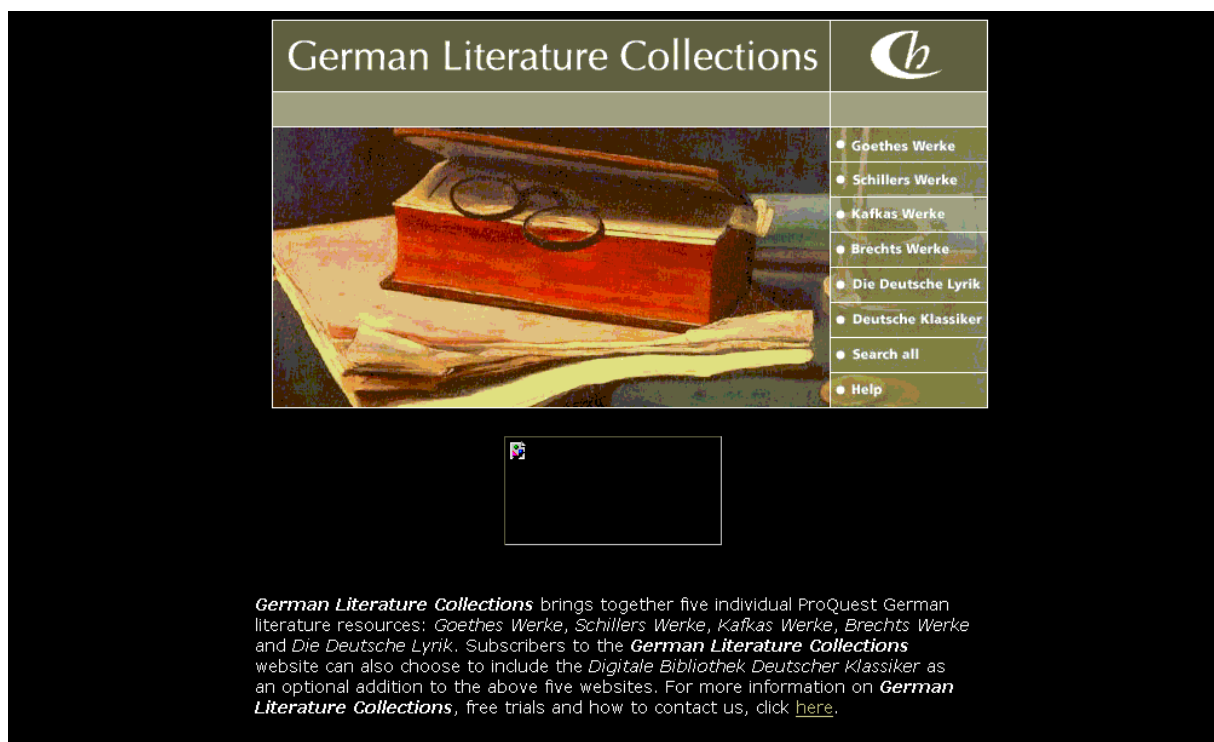 German Literature Collections
Ch
Goethes Werke
Schillers Werke
Kafkas Werke
Brechts Werke
Die Deutsche Lyrik
Deutsche Klassiker
Search all
Help
German Literature Collections brings together five individual ProQuest German
literature resources: Goethes Werke, Schillers Werke, Kafkas Werke, Brechts Werke
and Die Deutsche Lyrik. Subscribers to the German Literature Collections
website can also choose to include the Digitale Bibliothek Deutscher Klassiker as
an optional addition to the above five websites. For more information on German
Literature Collections, free trials and how to contact us, click here.